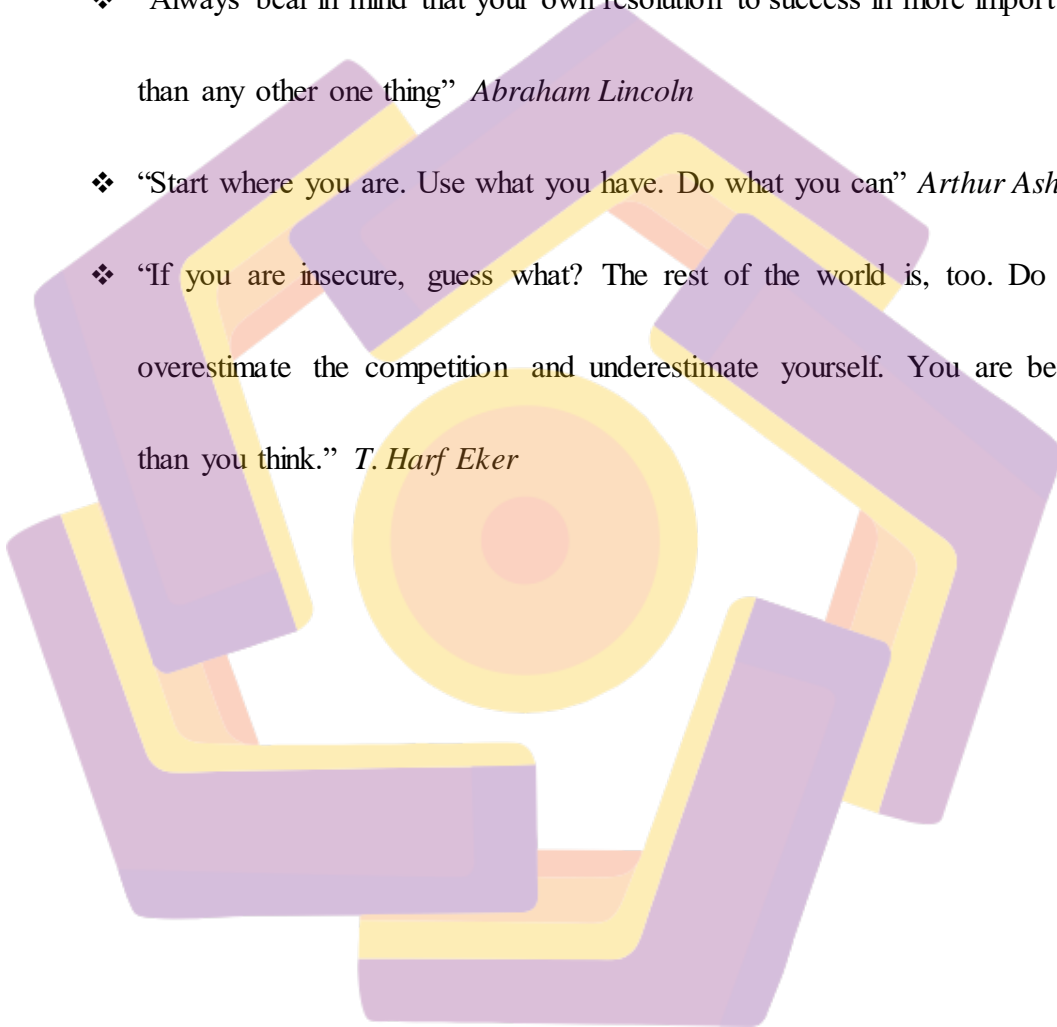 ❖ “Always bear in mind that your own resolution to success in more import
than any other one thing” Abraham Lincoln
❖ “Start where you are. Use what you have. Do what you can” Arthur Ash
❖ “If you are insecure, guess what? The rest of the world is, too. Do
overestimate the competition and underestimate yourself. You are be
than you think.” T. Harf Eker